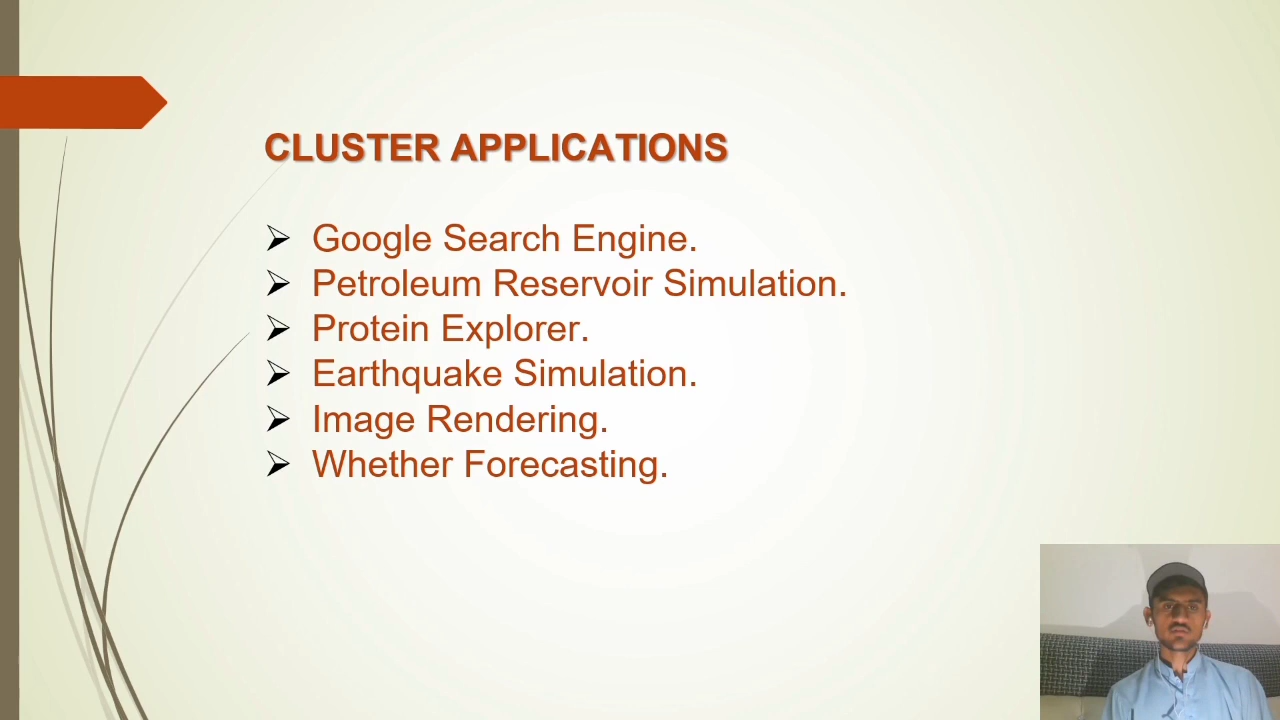 CLUSTER APPLICATIONS
➢ Google Search Engine.
➢ Petroleum Reservoir Simulation.
➢ Protein Explorer.
➢ Earthquake Simulation.
➢ Image Rendering.
➢ Whether Forecasting.